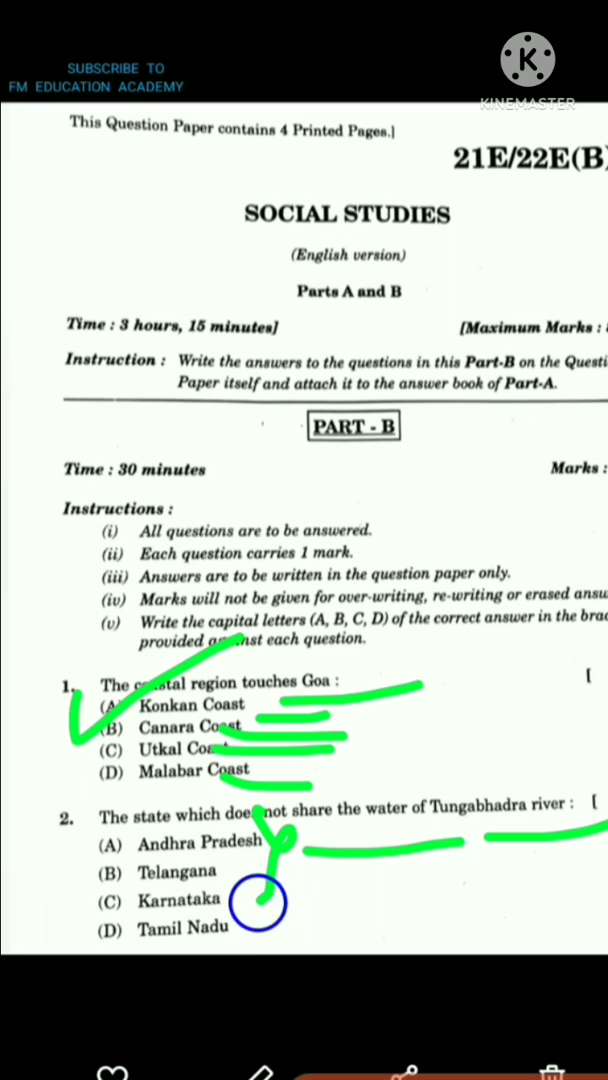 SUBSCRIBE TO
FM EDUCATION ACADEMY
K
KINEMASTER
This Question Paper contains 4 Printed Pages.]
21E/22E(B)
SOCIAL STUDIES
(English version)
Parts A and B
Time : 3 hours, 15 minutes]
[Maximum Marks :
Instruction : Write the answers to the questions in this Part-B on the Questi
Paper itself and attach it to the answer book of Part-A.
PART - B
Time : 30 minutes
Marks :
Instructions :
(i) All questions are to be answered.
(ii) Each question carries 1 mark.
(iii) Answers are to be written in the question paper only.
(iv) Marks will not be given for over-writing, re-writing or erased answ
(v) Write the capital letters (A, B, C, D) of the correct answer in the brac
provided against each question.
1. The coastal region touches Goa : [
(A) Konkan Coast
(B) Canara Coast
(C) Utkal Coast
(D) Malabar Coast
2. The state which does not share the water of Tungabhadra river : [
(A) Andhra Pradesh
(B) Telangana
(C) Karnataka
(D) Tamil Nadu